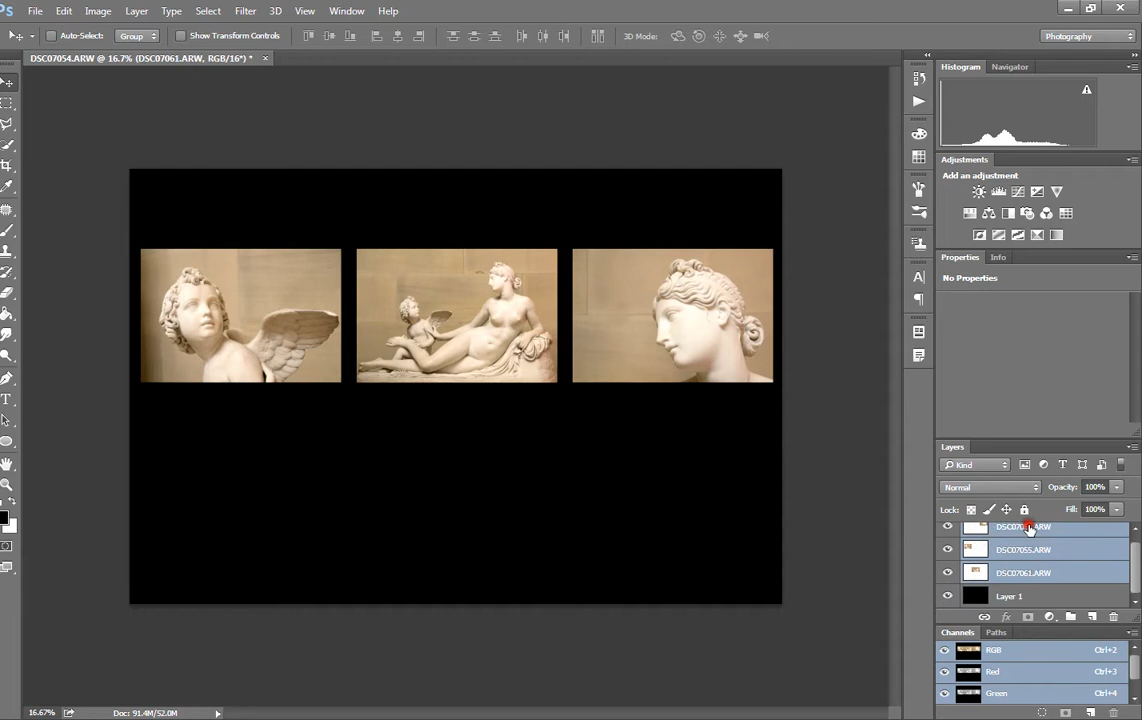 Ps File Edit Image Layer Type Select Filter 3D View Window Help
Auto-Select: Group Show Transform Controls 3D Mode: Photography
DSC07054.ARW @ 16.7% (DSC07061.ARW, RGB/16*) * ×
Histogram Navigator
Adjustments
Add an adjustment
Properties Info
No Properties
Layers
Kind
Normal Opacity: 100%
Lock: Fill: 100%
DSC07055.ARW
DSC07061.ARW
Layer 1
fx
Channels Paths
RGB Ctrl+2
Red Ctrl+3
Green Ctrl+4
16.67% Doc: 91.4M/52.0M